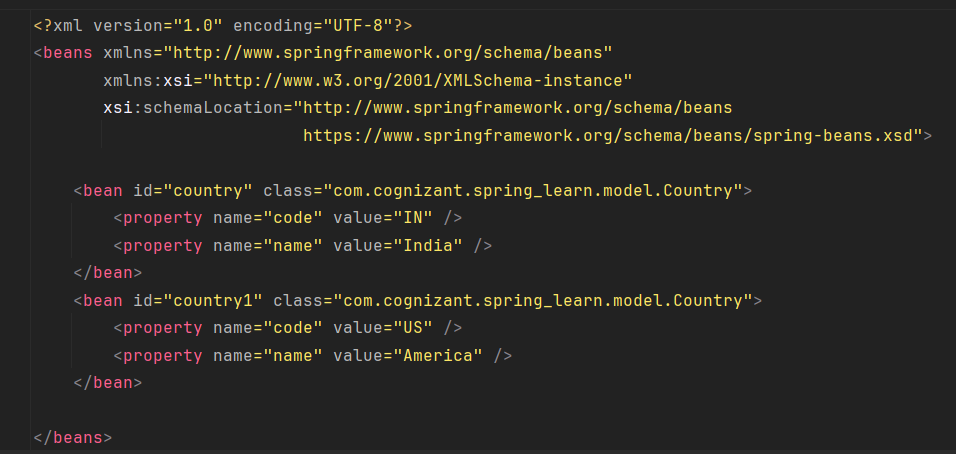 <?xml version="1.0" encoding="UTF-8"?>
<beans xmlns="http://www.springframework.org/schema/beans"
       xmlns:xsi="http://www.w3.org/2001/XMLSchema-instance"
       xsi:schemaLocation="http://www.springframework.org/schema/beans
                           https://www.springframework.org/schema/beans/spring-beans.xsd">

    <bean id="country" class="com.cognizant.spring_learn.model.Country">
        <property name="code" value="IN" />
        <property name="name" value="India" />
    </bean>
    <bean id="country1" class="com.cognizant.spring_learn.model.Country">
        <property name="code" value="US" />
        <property name="name" value="America" />
    </bean>

</beans>